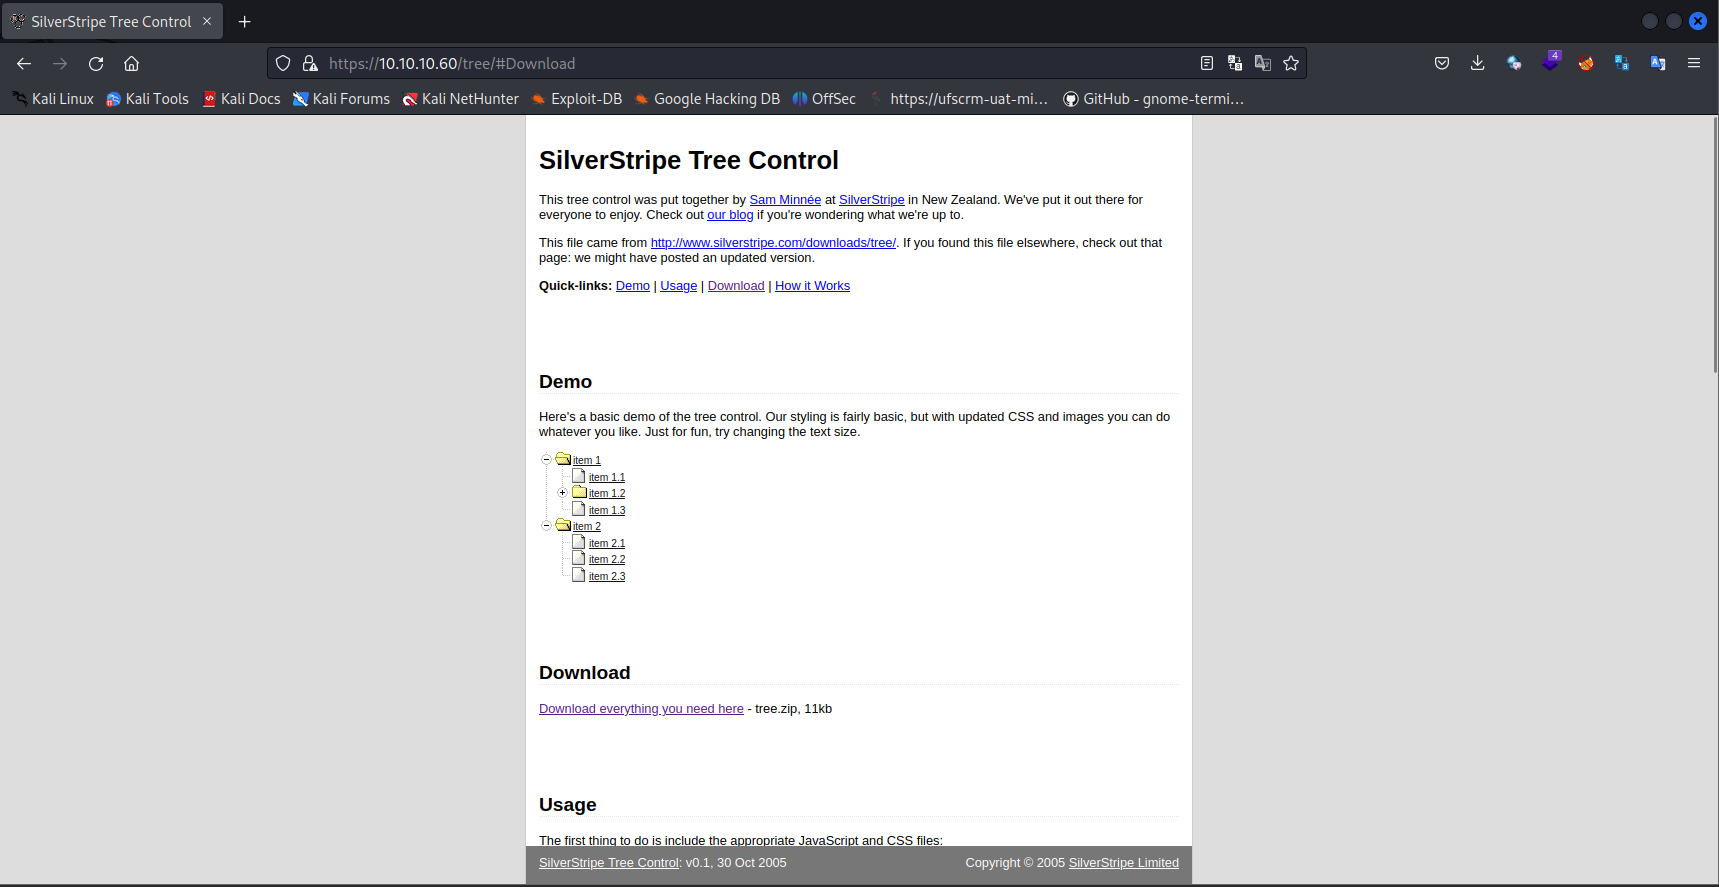 SilverStripe Tree Control
https://10.10.10.60/tree/#Download
4
Kali Linux Kali Tools Kali Docs Kali Forums Kali NetHunter Exploit-DB Google Hacking DB OffSec https://ufscrm-uat-mi… GitHub - gnome-termi…
SilverStripe Tree Control
This tree control was put together by Sam Minnée at SilverStripe in New Zealand. We've put it out there for
everyone to enjoy. Check out our blog if you're wondering what we're up to.
This file came from http://www.silverstripe.com/downloads/tree/. If you found this file elsewhere, check out that
page: we might have posted an updated version.
Quick-links: Demo | Usage | Download | How it Works
Demo
Here's a basic demo of the tree control. Our styling is fairly basic, but with updated CSS and images you can do
whatever you like. Just for fun, try changing the text size.
item 1
item 1.1
item 1.2
item 1.3
item 2
item 2.1
item 2.2
item 2.3
Download
Download everything you need here - tree.zip, 11kb
Usage
The first thing to do is include the appropriate JavaScript and CSS files:
SilverStripe Tree Control: v0.1, 30 Oct 2005 Copyright © 2005 SilverStripe Limited